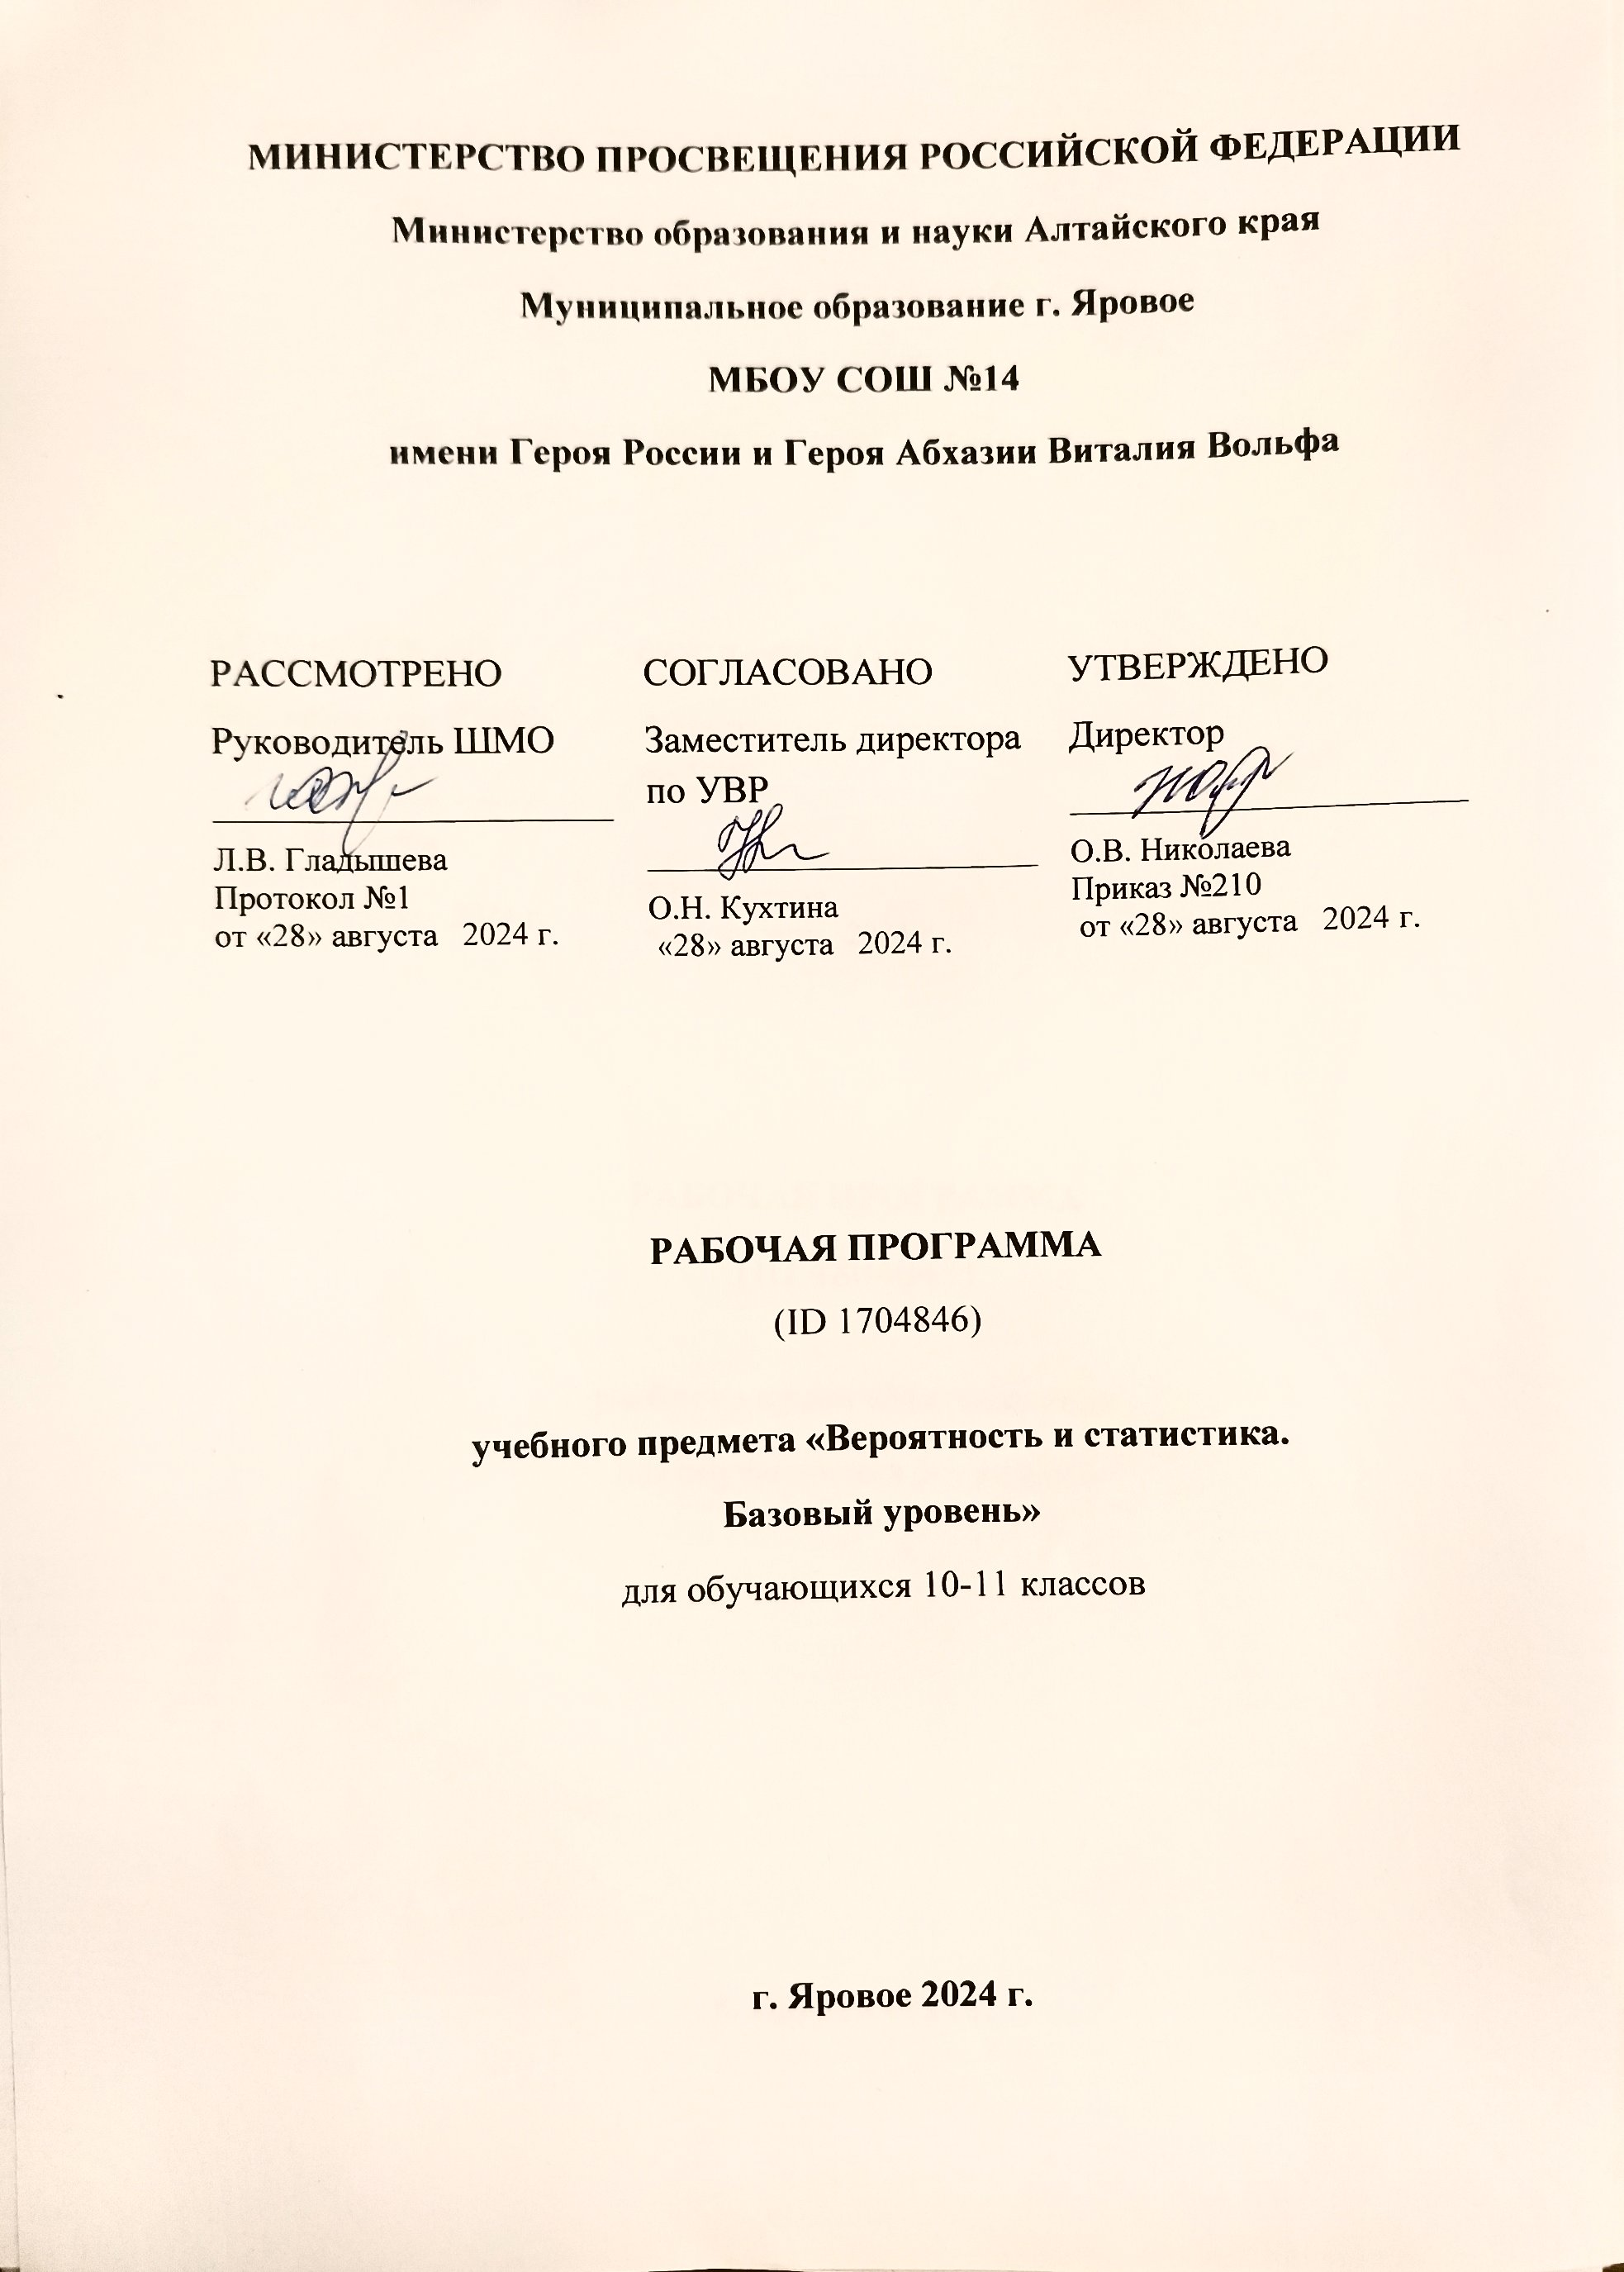 МИНИСТЕРСТВО ПРОСВЕЩЕНИЯ РОССИЙСКОЙ ФЕДЕРАЦИИ
Министерство образования и науки Алтайского края
Муниципальное образование г. Яровое
МБОУ СОШ №14
имени Героя России и Героя Абхазии Виталия Вольфа
РАССМОТРЕНО
Руководитель ШМО
Л.В. Гладышева
Протокол №1
от «28» августа 2024 г.
СОГЛАСОВАНО
Заместитель директора
по УВР
О.Н. Кухтина
«28» августа 2024 г.
УТВЕРЖДЕНО
Директор
О.В. Николаева
Приказ №210
от «28» августа 2024 г.
РАБОЧАЯ ПРОГРАММА
(ID 1704846)
учебного предмета «Вероятность и статистика.
Базовый уровень»
для обучающихся 10-11 классов
г. Яровое 2024 г.